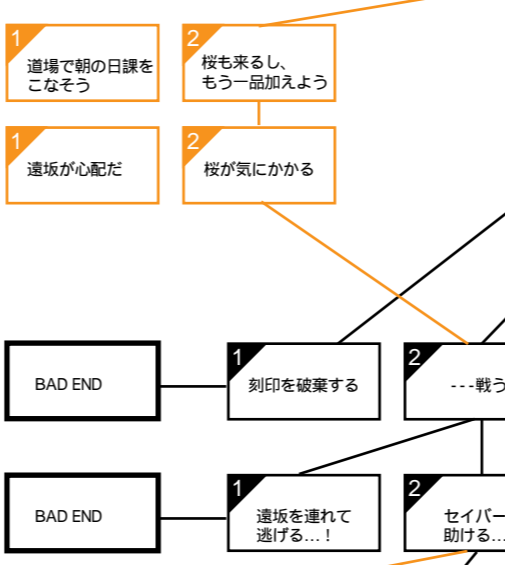 1
道場で朝の日課を
こなそう
2
桜も来るし、
もう一品加えよう
1
遠坂が心配だ
2
桜が気にかかる
BAD END
1
刻印を破棄する
2
---戦う
BAD END
1
遠坂を連れて
逃げる…！
2
セイバー
助ける…